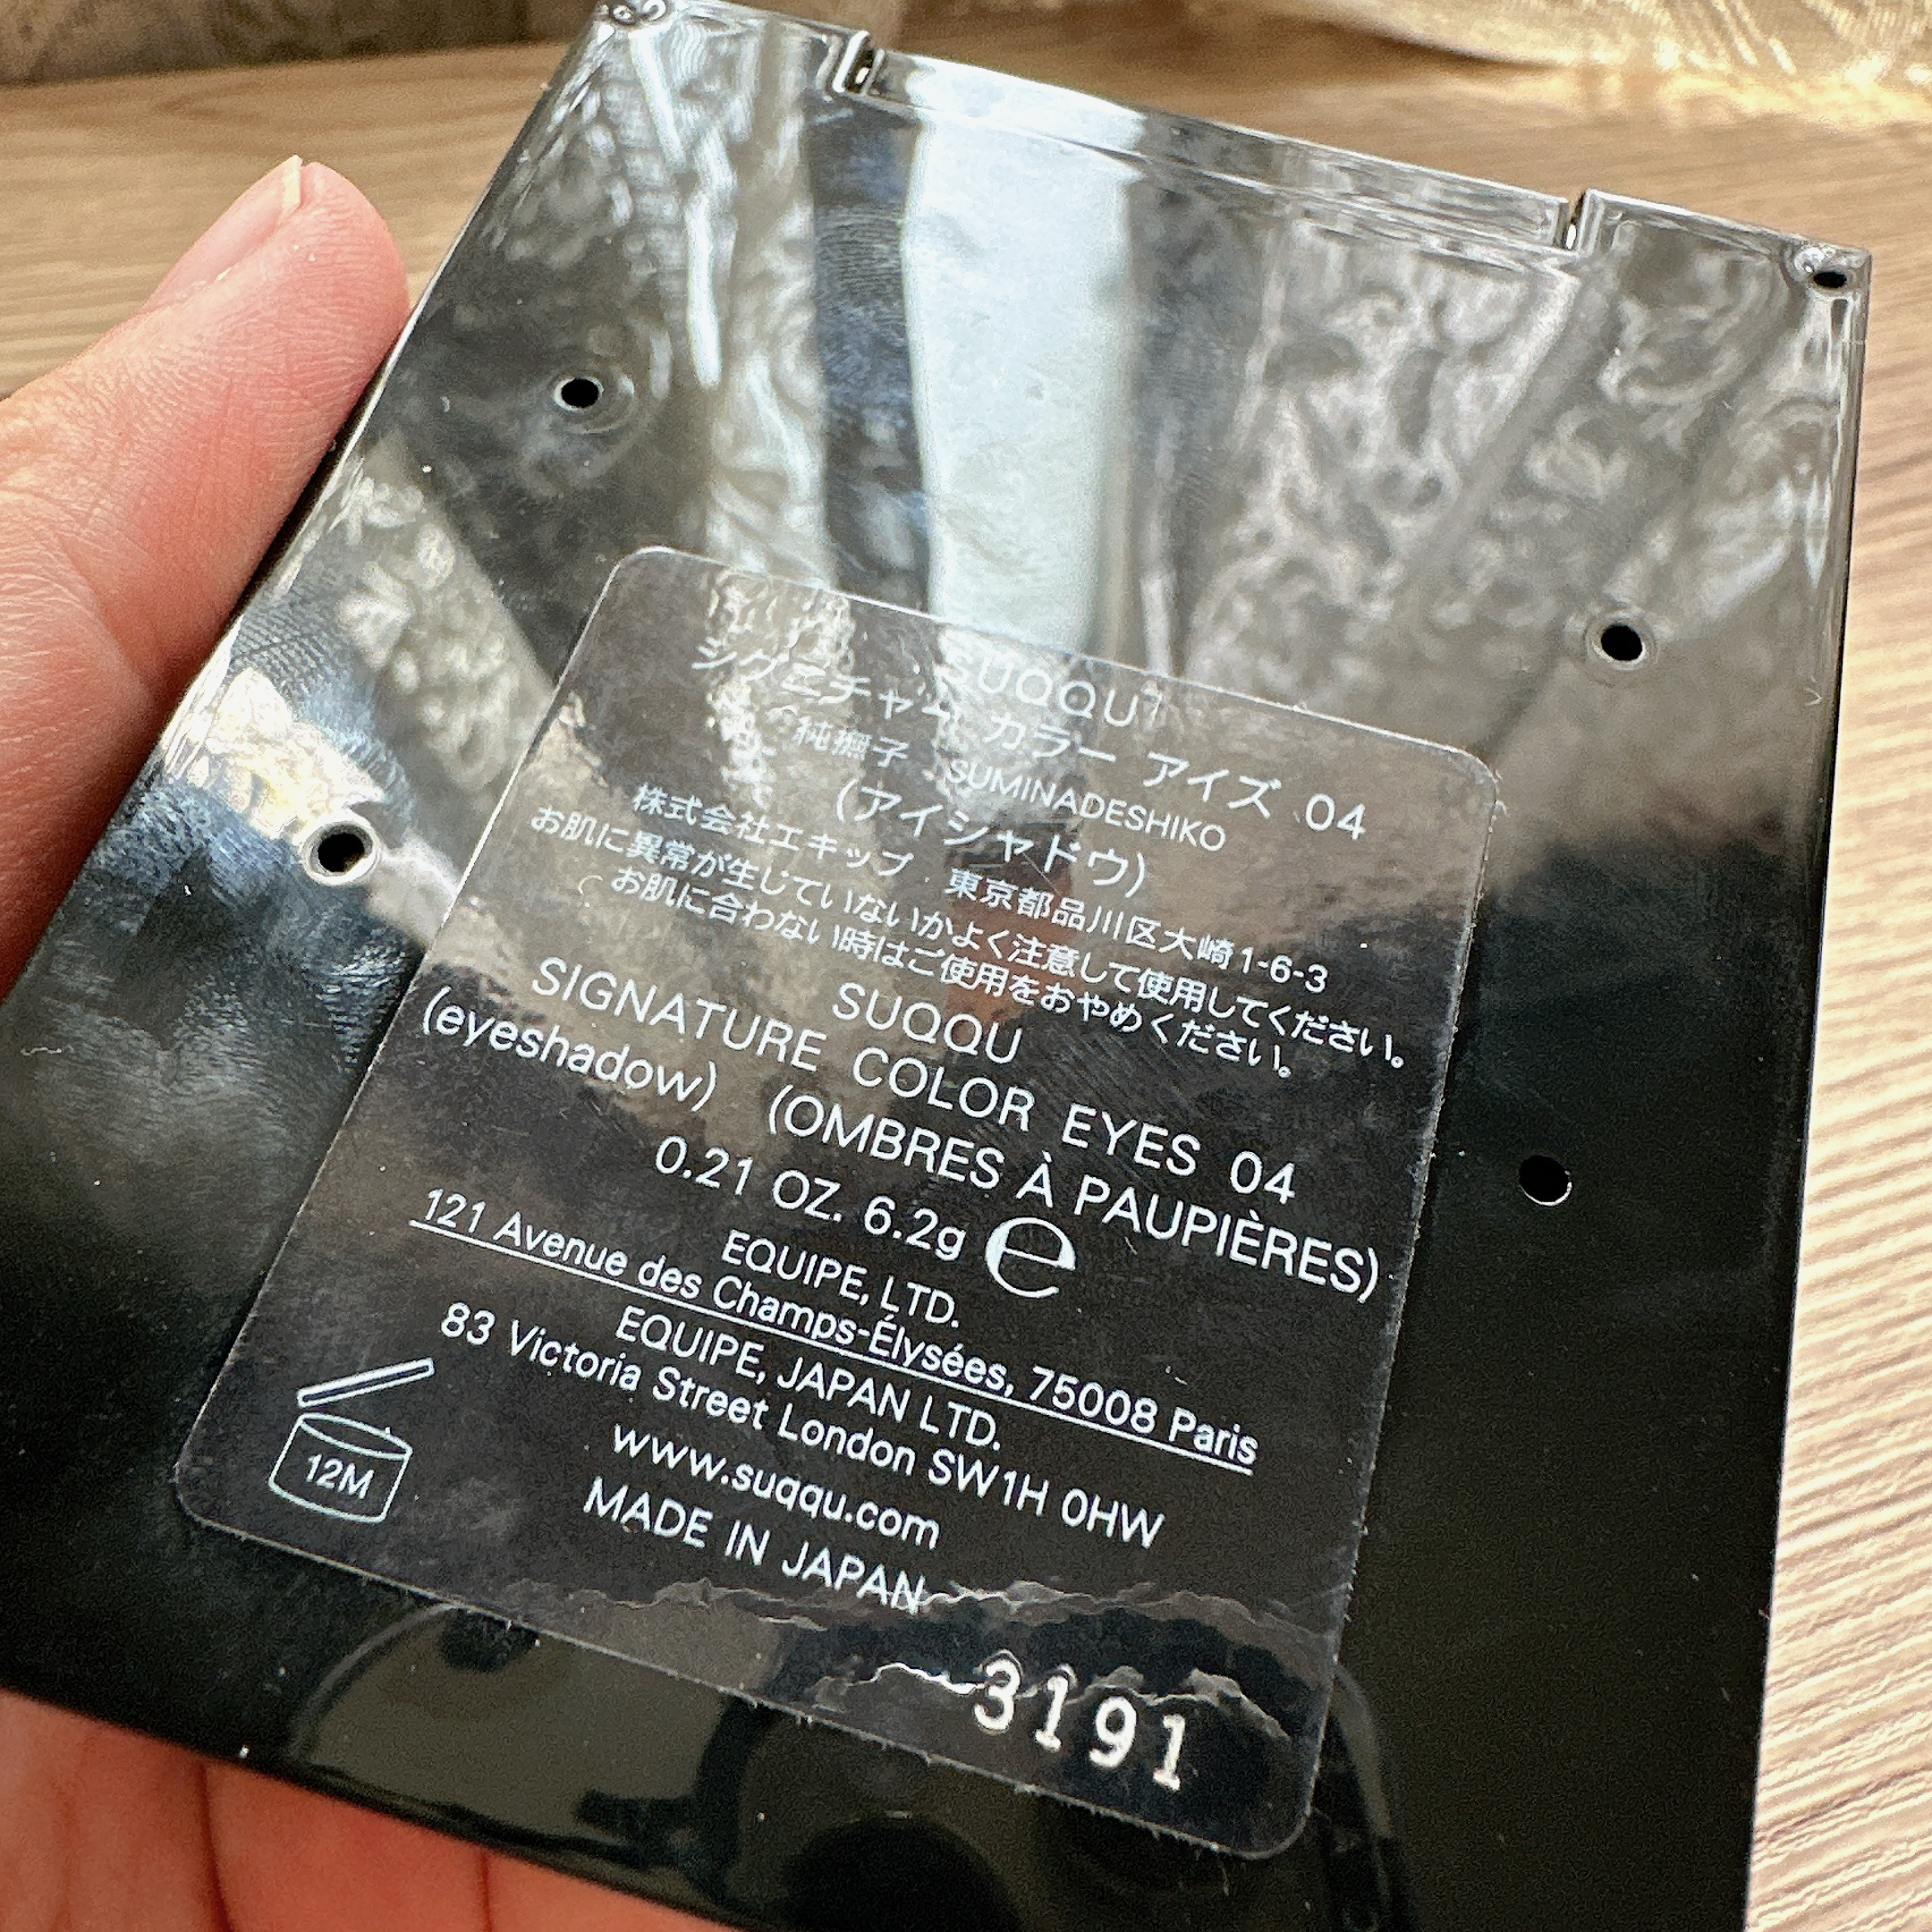 SUQQU
シグニチャー カラー アイズ 04
純撫子 SUMINADESHIKO
(アイシャドウ)
株式会社エキップ 東京都品川区大崎1-6-3
お肌に異常が生じていないかよく注意して使用してください。
お肌に合わない時はご使用をおやめください。
SUQQU
SIGNATURE COLOR EYES 04
(eyeshadow) (OMBRES À PAUPIÈRES)
0.21 OZ. 6.2g ℮
EQUIPE, LTD.
121 Avenue des Champs-Élysées, 75008 Paris
EQUIPE, JAPAN LTD.
83 Victoria Street London SW1H 0HW
www.suqqu.com
MADE IN JAPAN
12M
3191